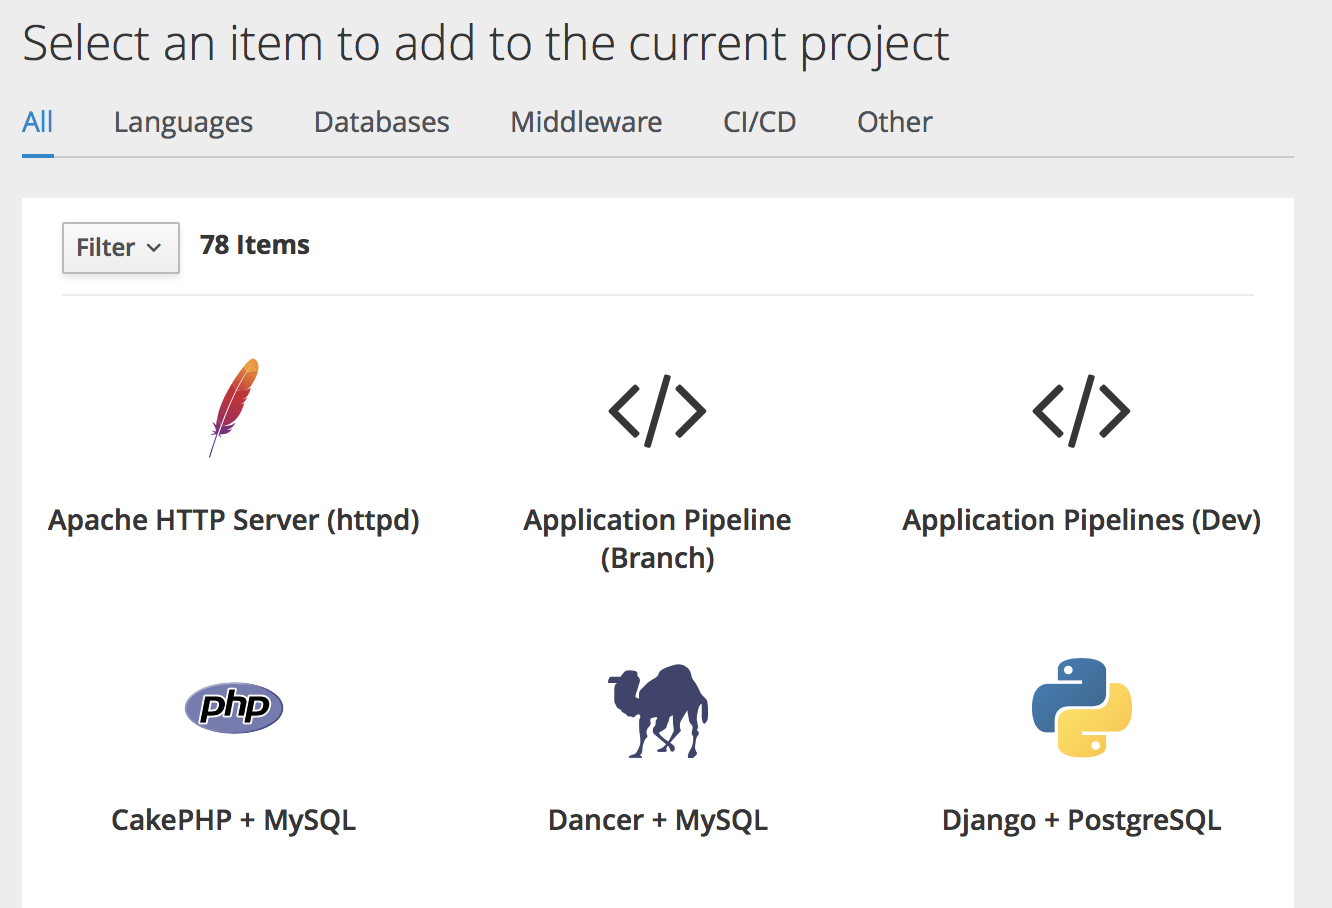 Select an item to add to the current project
All Languages Databases Middleware CI/CD Other
Filter 78 Items
Apache HTTP Server (httpd)
Application Pipeline
(Branch)
Application Pipelines (Dev)
php
CakePHP + MySQL
Dancer + MySQL
Django + PostgreSQL